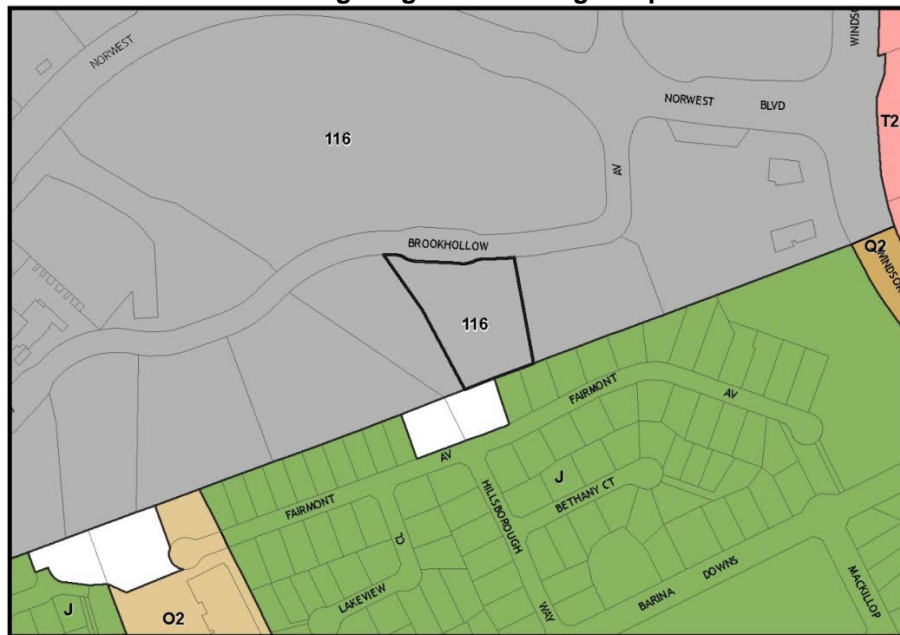 NORWEST
WINDSO
NORWEST BLVD
T2
116
AV
BROOKHOLLOW
Q2
WINDSOR
116
FAIRMONT
AV
AV
J
HILLSBOROUGH
BETHANY CT
FAIRMONT
CL
LAKEVIEW
WAY
BARINA DOWNS
MACKILLOP
J
O2